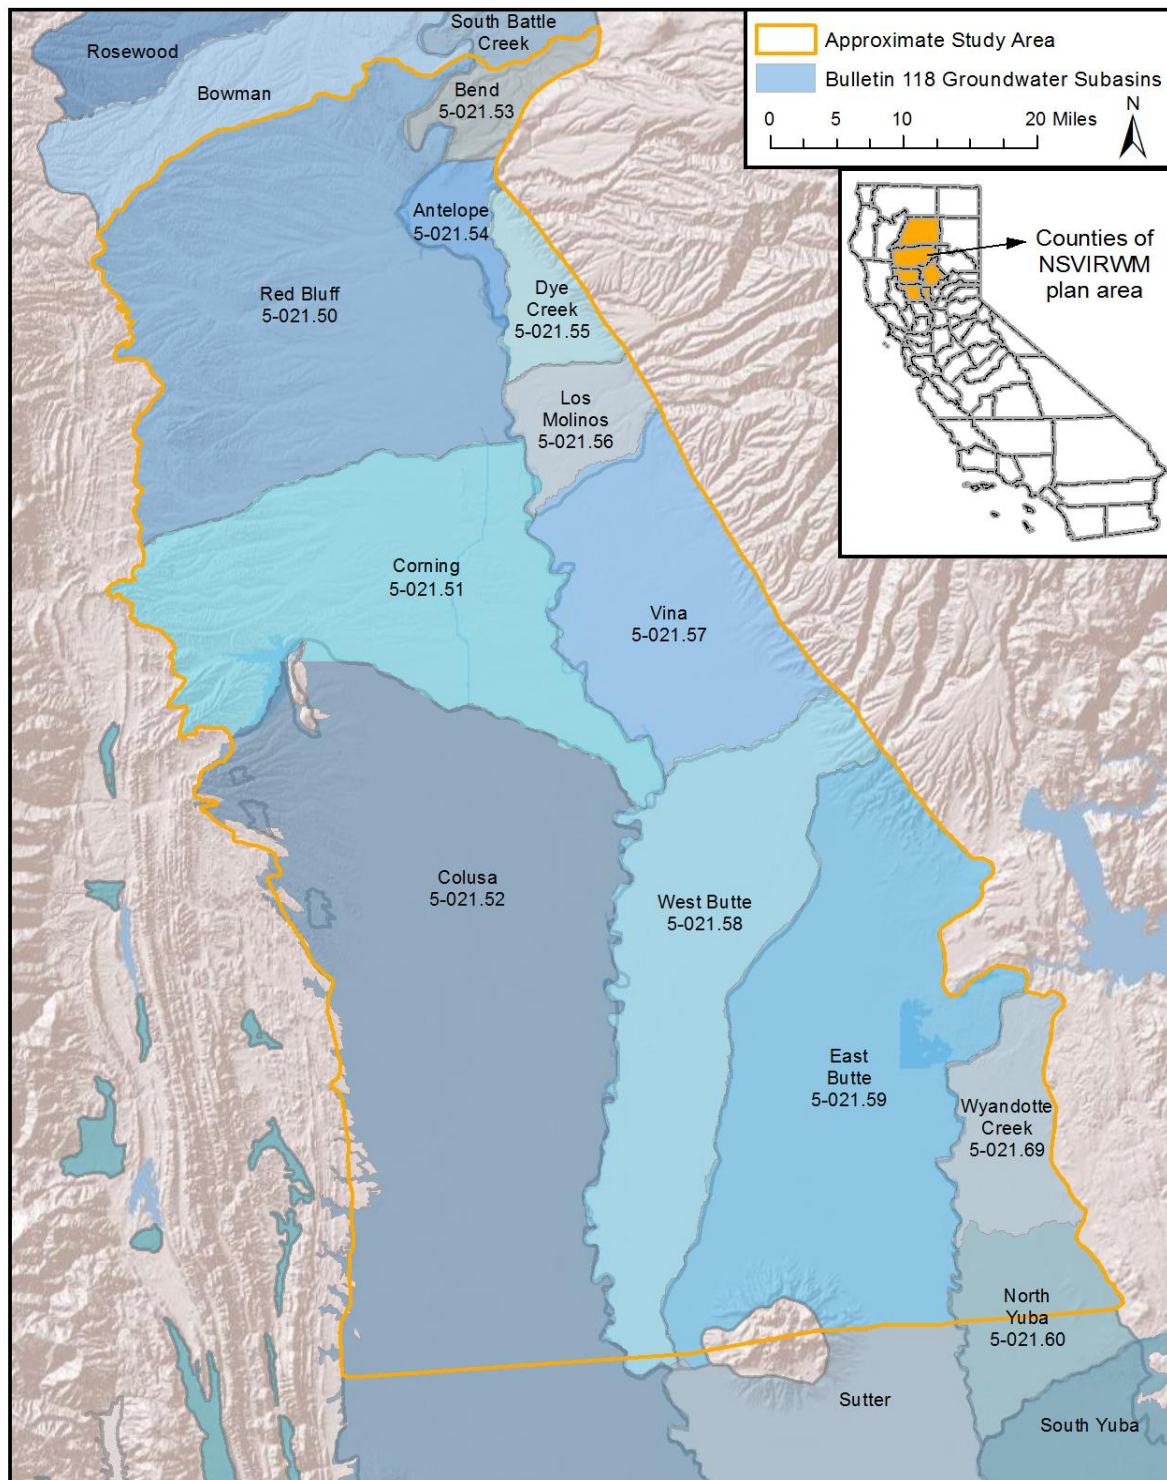 South Battle
Creek
Rosewood
Bowman
Bend
5-021.53
Approximate Study Area
Bulletin 118 Groundwater Subasins
0 5 10 20 Miles
N
Counties of
NSVIRWM
plan area
Antelope
5-021.54
Red Bluff
5-021.50
Dye
Creek
5-021.55
Los
Molinos
5-021.56
Corning
5-021.51
Vina
5-021.57
Colusa
5-021.52
West Butte
5-021.58
East
Butte
5-021.59
Wyandotte
Creek
5-021.69
North
Yuba
5-021.60
Sutter
South Yuba